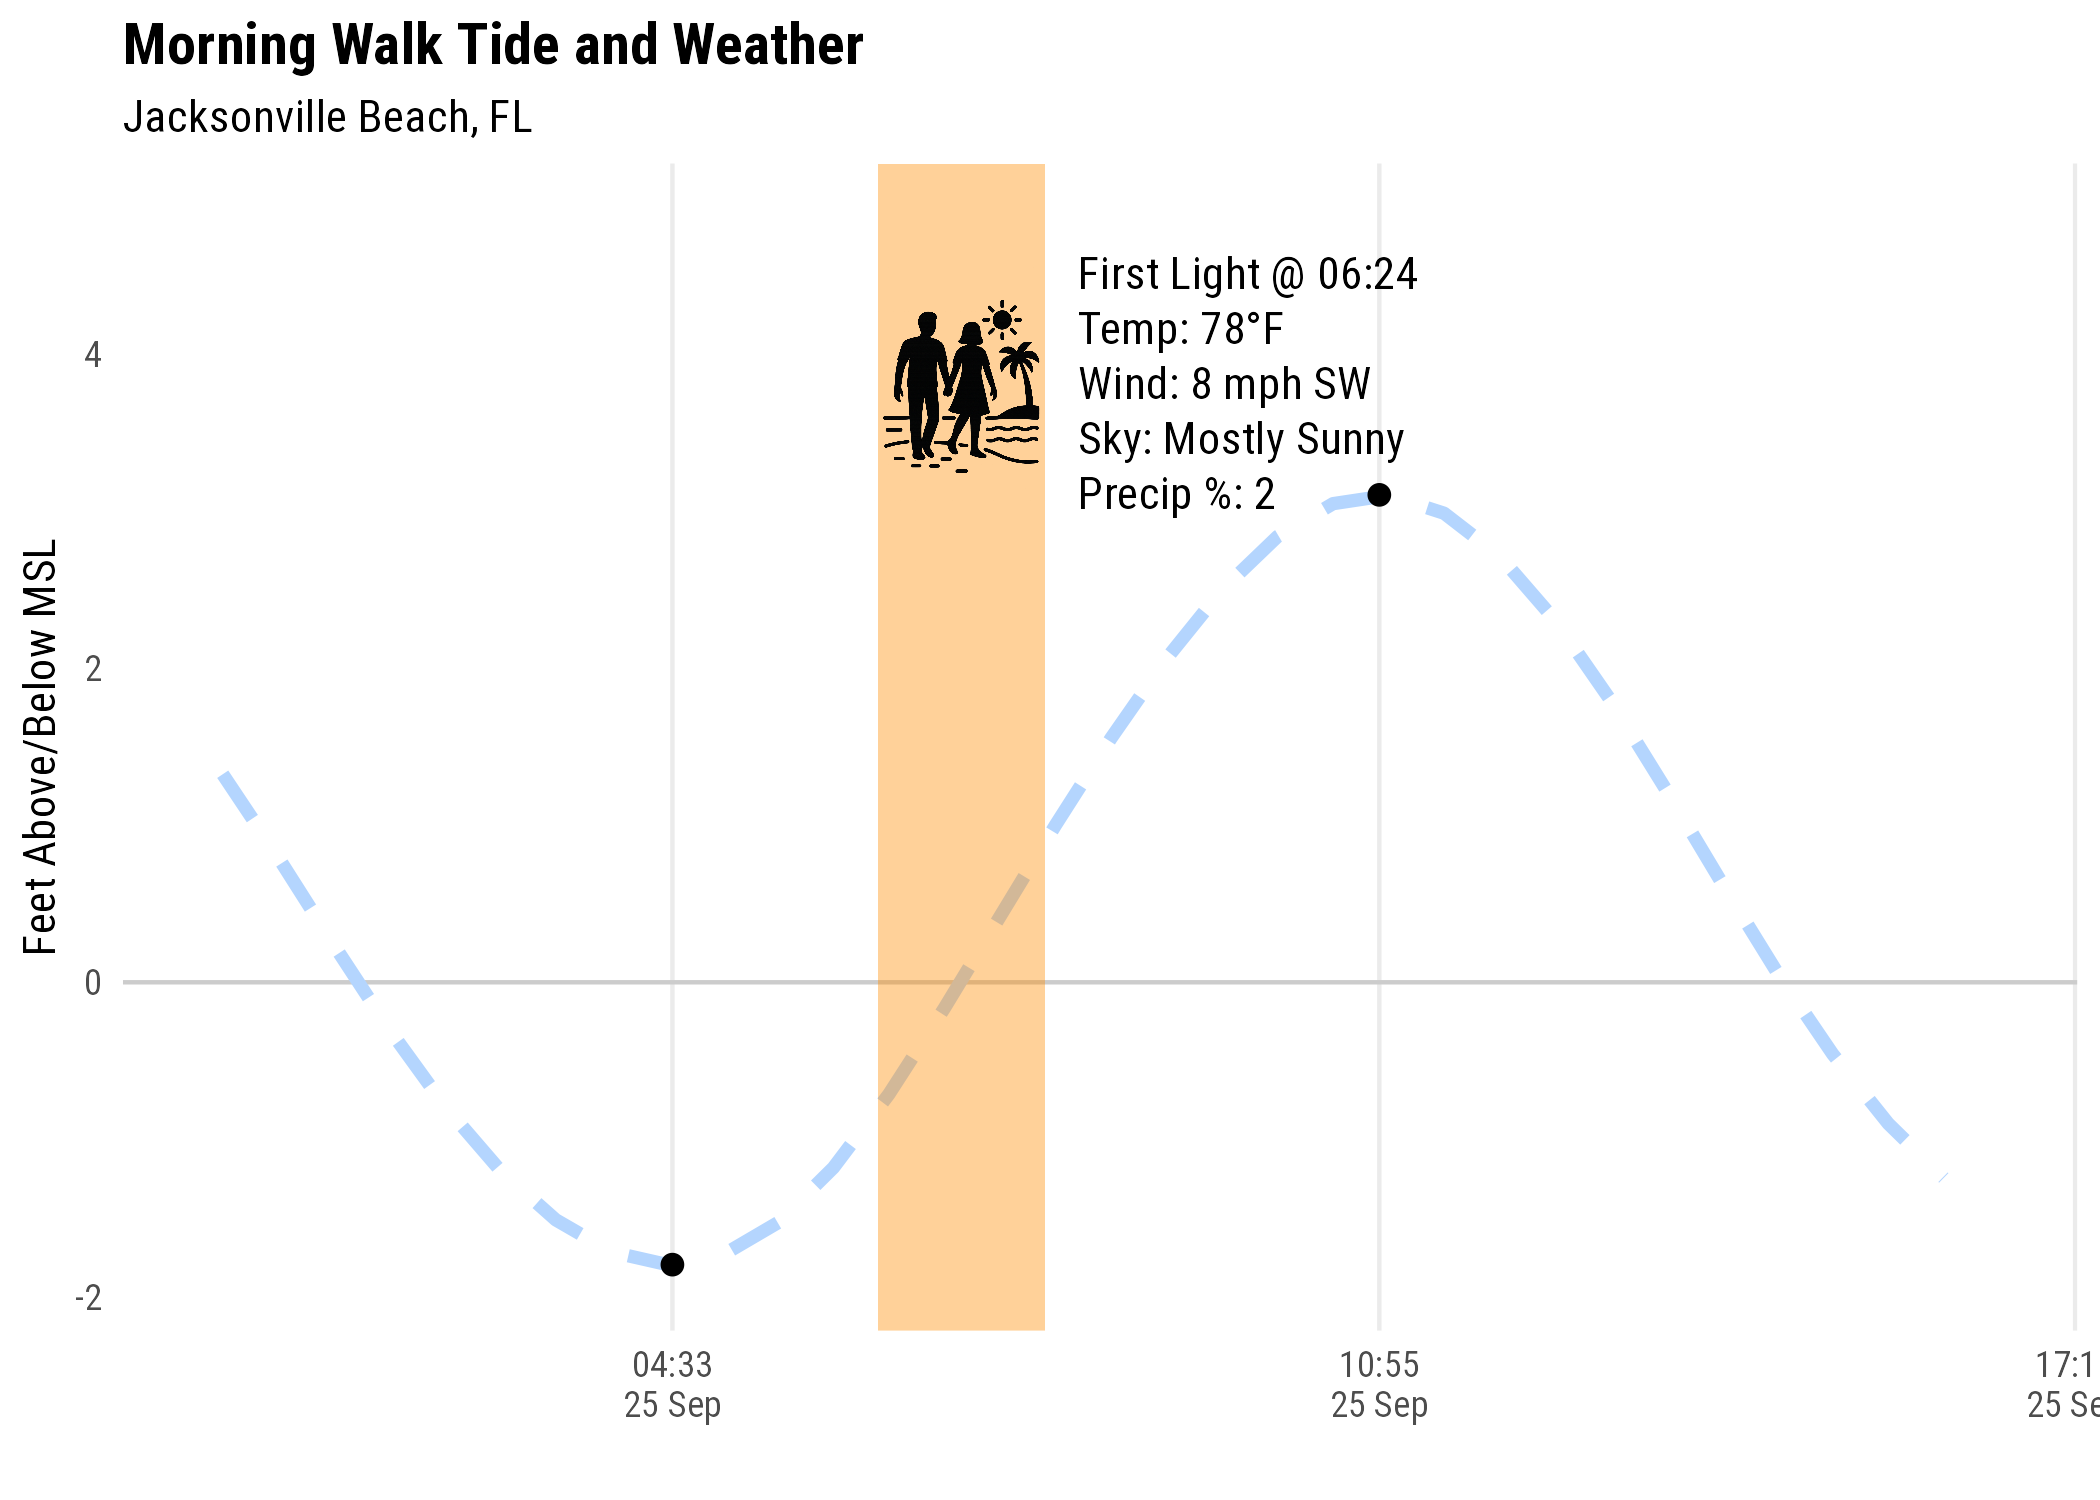 Morning Walk Tide and Weather
Jacksonville Beach, FL
First Light @ 06:24
Temp: 78°F
Wind: 8 mph SW
Sky: Mostly Sunny
Precip %: 2
Feet Above/Below MSL
4
2
0
-2
04:33
25 Sep
10:55
25 Sep
17:1
25 Se